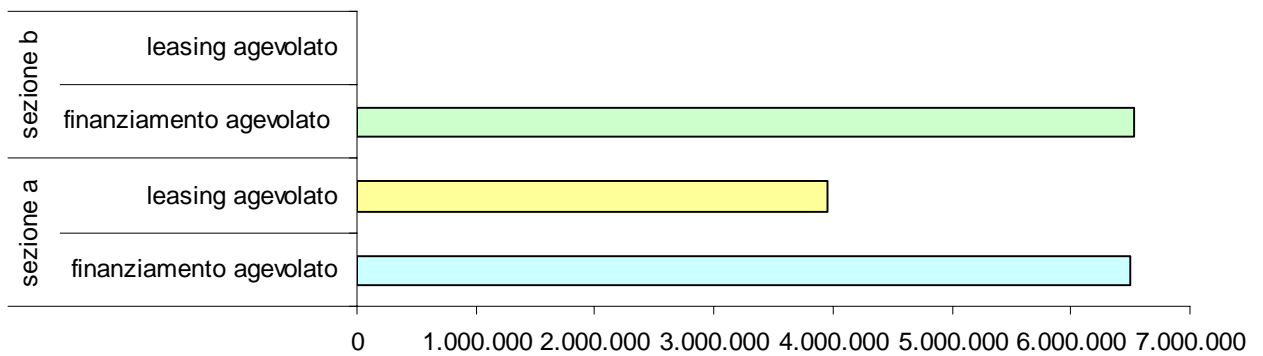 sezione b
leasing agevolato
finanziamento agevolato
sezione a
leasing agevolato
finanziamento agevolato
0 1.000.000 2.000.000 3.000.000 4.000.000 5.000.000 6.000.000 7.000.000